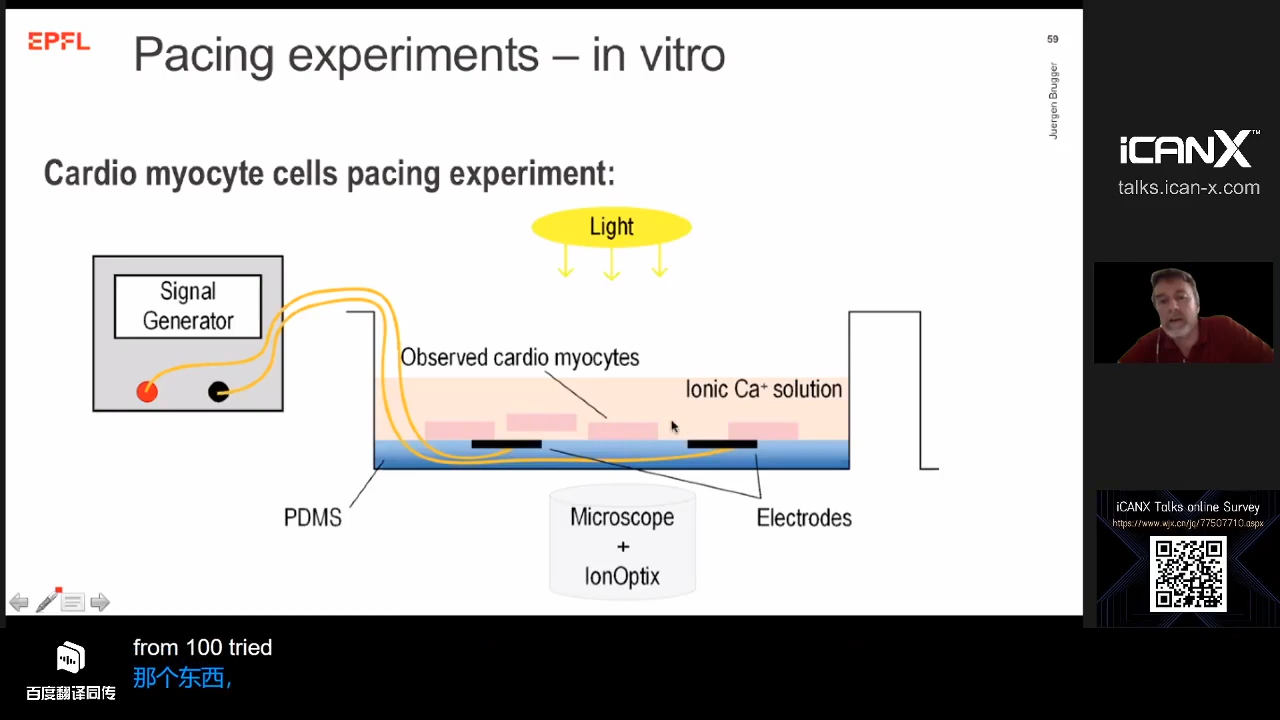 EPFL
Pacing experiments – in vitro
59
Juergen Brugger
Cardio myocyte cells pacing experiment:
Light
Signal
Generator
Observed cardio myocytes
Ionic Ca⁺ solution
PDMS
Electrodes
Microscope
+
IonOptix
iCANX™
talks.ican-x.com
iCANX Talks online Survey
https://www.wjx.cn/jq/77507710.aspx
from 100 tried
那个东西,
百度翻译同传